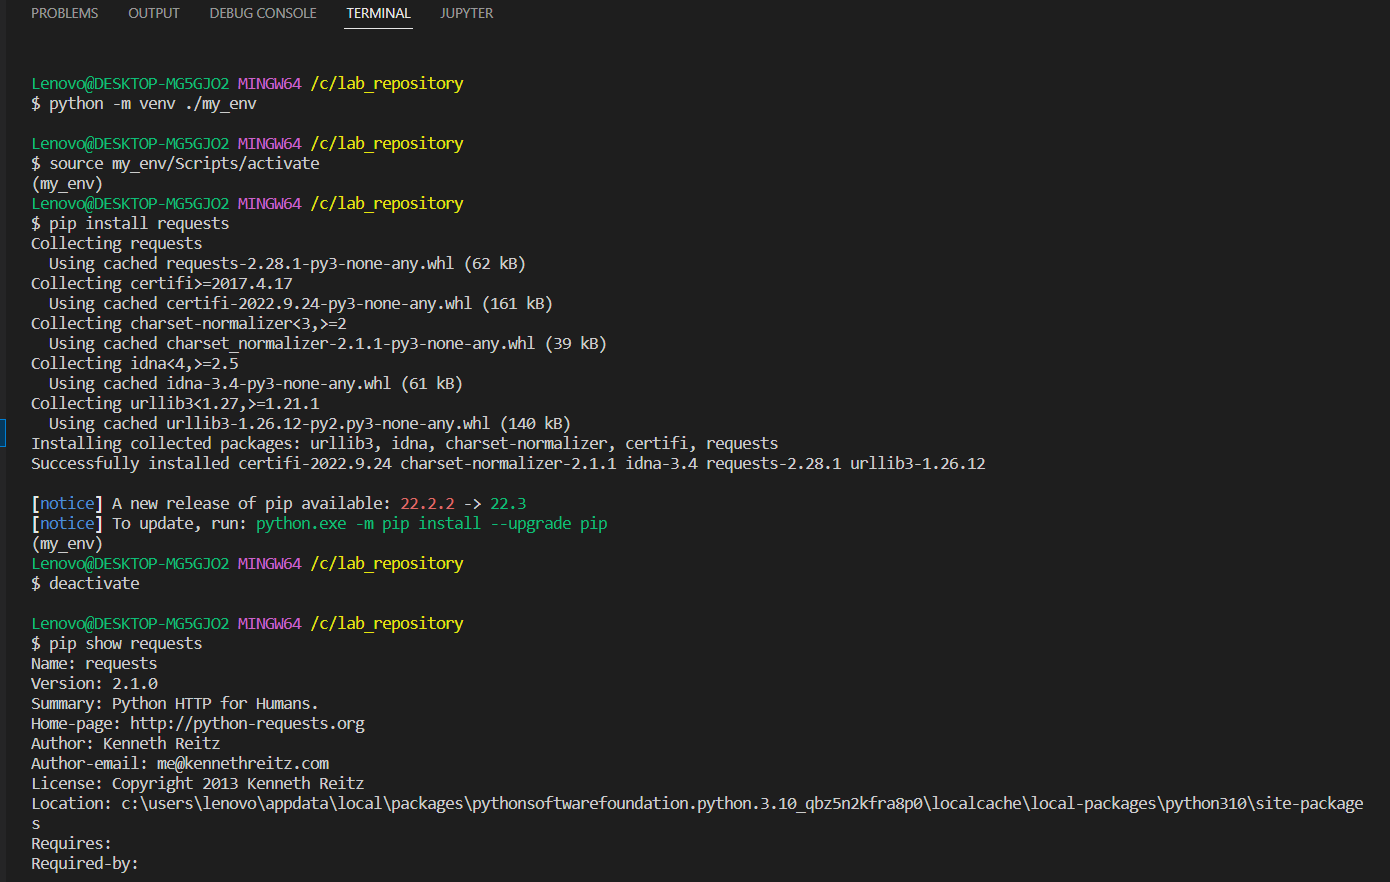 PROBLEMS OUTPUT DEBUG CONSOLE TERMINAL JUPYTER
Lenovo@DESKTOP-MG5GJO2 MINGW64 /c/lab_repository
$ python -m venv ./my_env
Lenovo@DESKTOP-MG5GJO2 MINGW64 /c/lab_repository
$ source my_env/Scripts/activate
(my_env)
Lenovo@DESKTOP-MG5GJO2 MINGW64 /c/lab_repository
$ pip install requests
Collecting requests
  Using cached requests-2.28.1-py3-none-any.whl (62 kB)
Collecting certifi>=2017.4.17
  Using cached certifi-2022.9.24-py3-none-any.whl (161 kB)
Collecting charset-normalizer<3,>=2
  Using cached charset_normalizer-2.1.1-py3-none-any.whl (39 kB)
Collecting idna<4,>=2.5
  Using cached idna-3.4-py3-none-any.whl (61 kB)
Collecting urllib3<1.27,>=1.21.1
  Using cached urllib3-1.26.12-py2.py3-none-any.whl (140 kB)
Installing collected packages: urllib3, idna, charset-normalizer, certifi, requests
Successfully installed certifi-2022.9.24 charset-normalizer-2.1.1 idna-3.4 requests-2.28.1 urllib3-1.26.12
[notice] A new release of pip available: 22.2.2 -> 22.3
[notice] To update, run: python.exe -m pip install --upgrade pip
(my_env)
Lenovo@DESKTOP-MG5GJO2 MINGW64 /c/lab_repository
$ deactivate
Lenovo@DESKTOP-MG5GJO2 MINGW64 /c/lab_repository
$ pip show requests
Name: requests
Version: 2.1.0
Summary: Python HTTP for Humans.
Home-page: http://python-requests.org
Author: Kenneth Reitz
Author-email: me@kennethreitz.com
License: Copyright 2013 Kenneth Reitz
Location: c:\users\lenovo\appdata\local\packages\pythonsoftwarefoundation.python.3.10_qbz5n2kfra8p0\localcache\local-packages\python310\site-package
s
Requires:
Required-by: